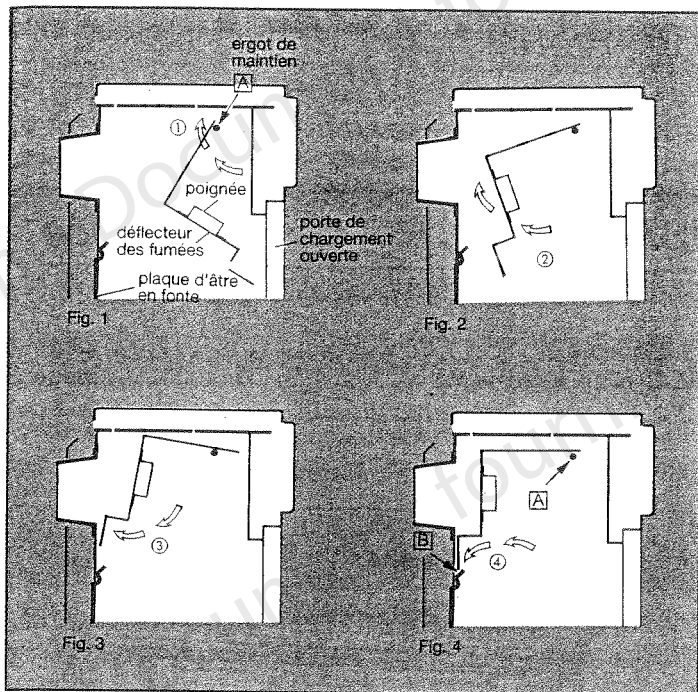 ergot de
maintien
A
①
poignée
déflecteur
des fumées
porte de
chargement
ouverte
plaque d'âtre
en fonte
Fig. 1
②
Fig. 2
③
Fig. 3
A
B
④
Fig. 4